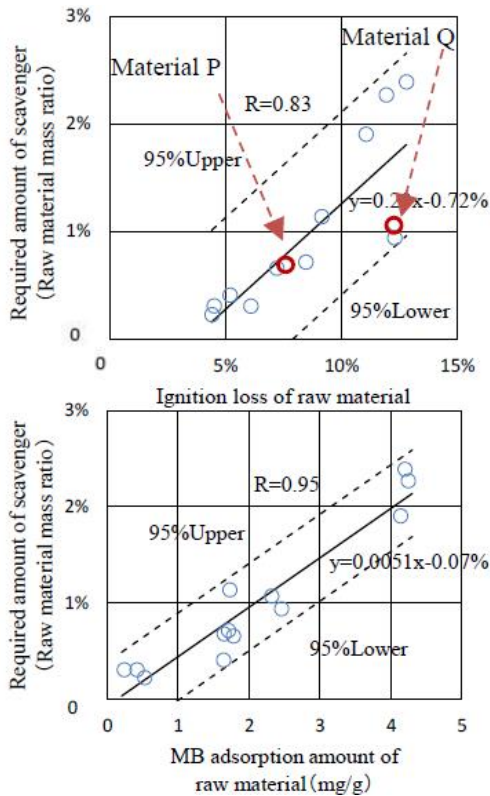 Required amount of scavenger
(Raw material mass ratio)
3%
2%
1%
0
Material P
Material Q
R=0.83
95%Upper
95%Lower
5%
10%
15%
Ignition loss of raw material
Required amount of scavenger
(Raw material mass ratio)
3%
2%
1%
0
R=0.95
95%Upper
y=0.0051x-0.07%
95%Lower
0
1
2
3
4
5
MB adsorption amount of
raw material(mg/g)